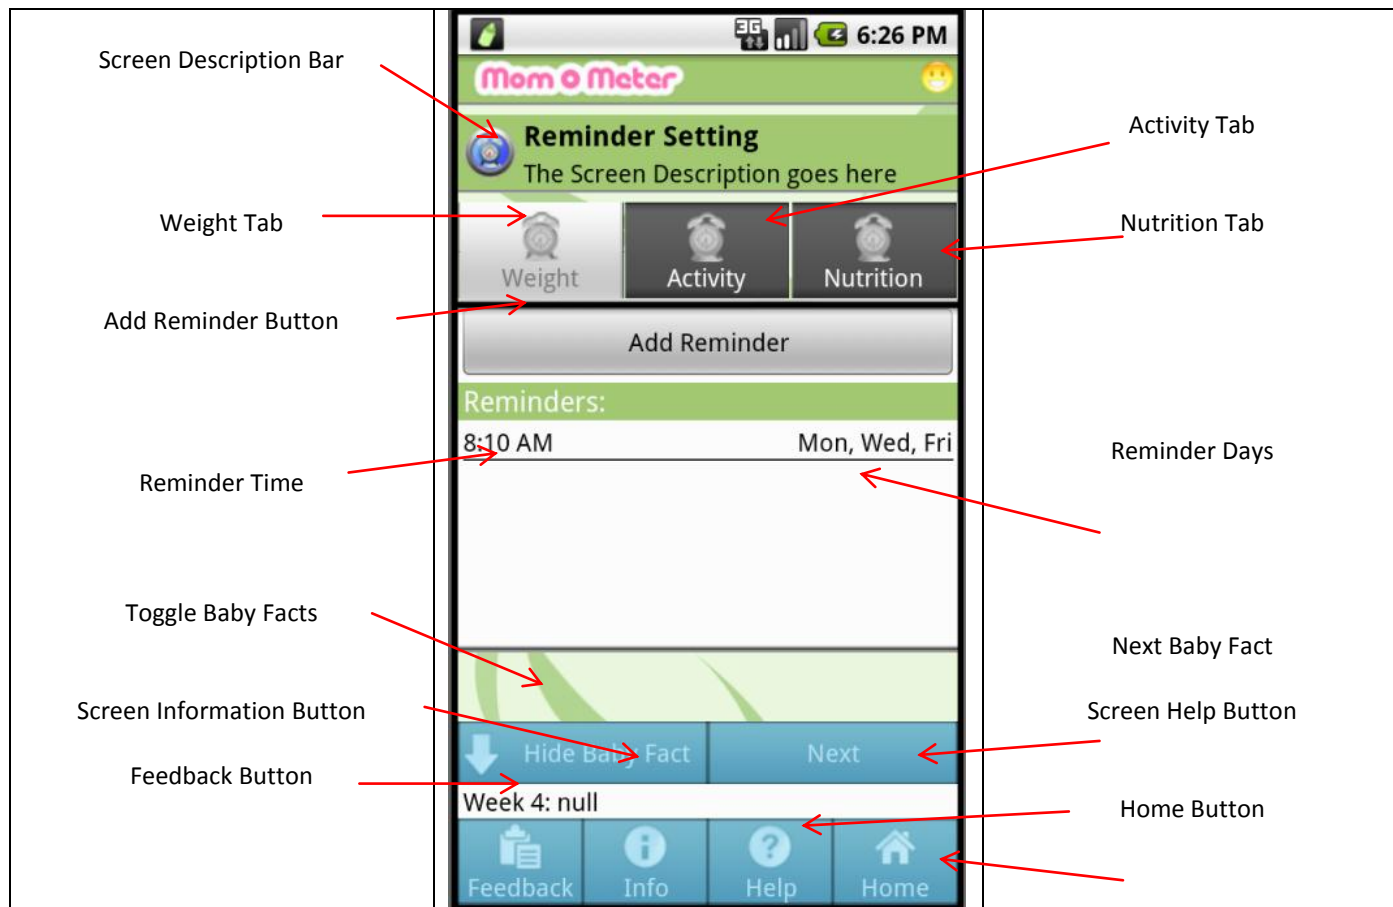 Screen Description Bar
Weight Tab
Add Reminder Button
Reminder Time
Toggle Baby Facts
Screen Information Button
Feedback Button
3G
6:26 PM
Mom O Meter
Reminder Setting
The Screen Description goes here
Weight
Activity
Nutrition
Add Reminder
Reminders:
8:10 AM
Mon, Wed, Fri
Hide Baby Fact
Next
Week 4: null
Feedback
Info
Help
Home
Activity Tab
Nutrition Tab
Reminder Days
Next Baby Fact
Screen Help Button
Home Button